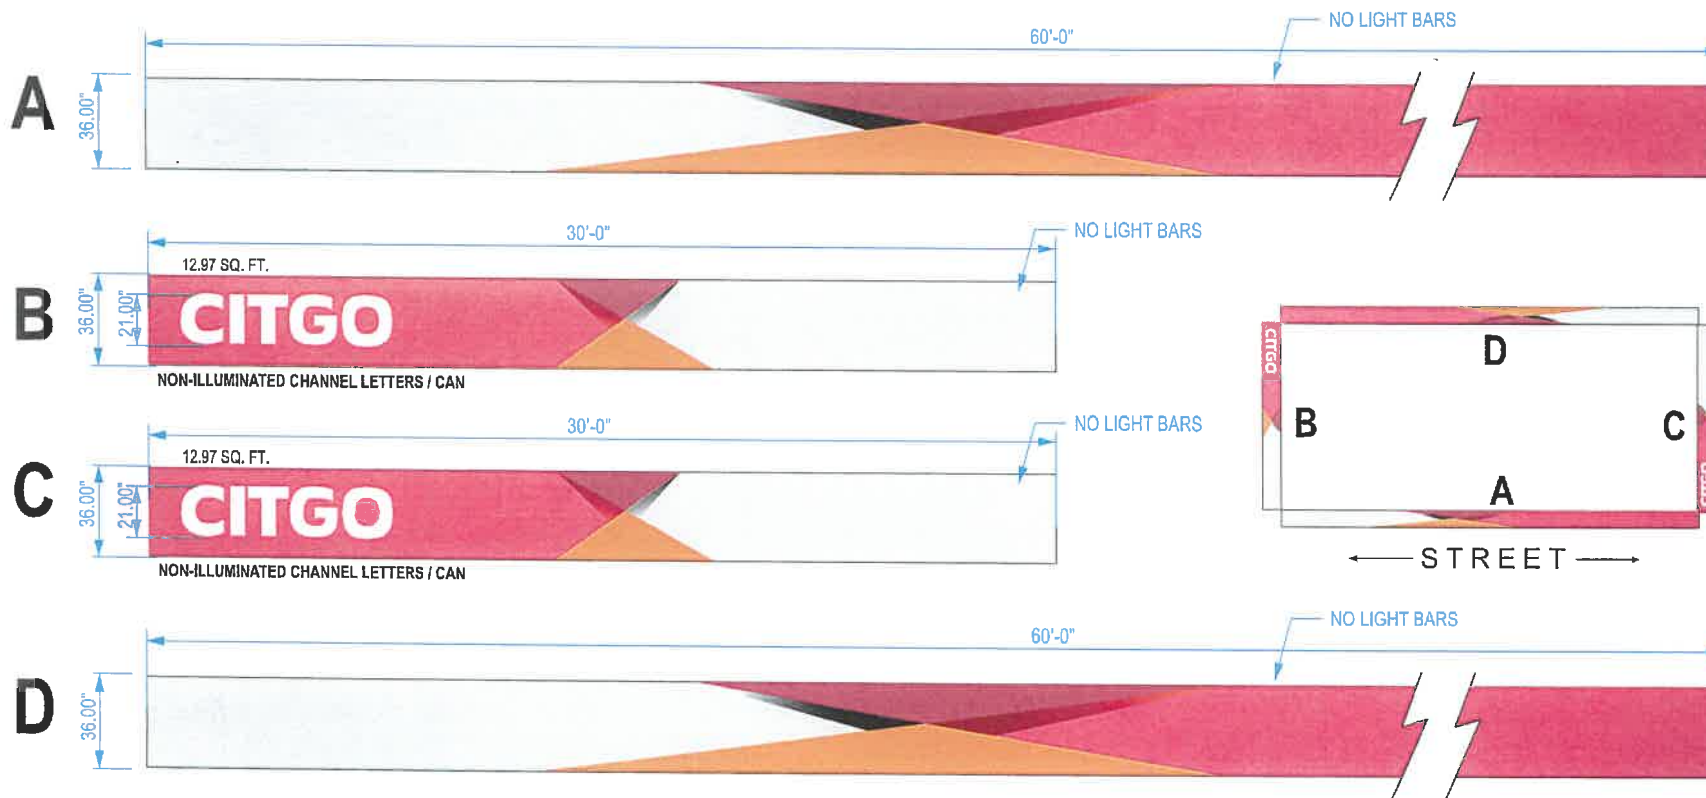 NO LIGHT BARS
60'-0"
A
36.00"
30'-0"
NO LIGHT BARS
12.97 SQ. FT.
B
36.00"
21.00"
CITGO
NON-ILLUMINATED CHANNEL LETTERS / CAN
30'-0"
NO LIGHT BARS
12.97 SQ. FT.
C
36.00"
21.00"
CITGO
NON-ILLUMINATED CHANNEL LETTERS / CAN
D
CITGO
B
C
CITGO
A
STREET
NO LIGHT BARS
60'-0"
D
36.00"